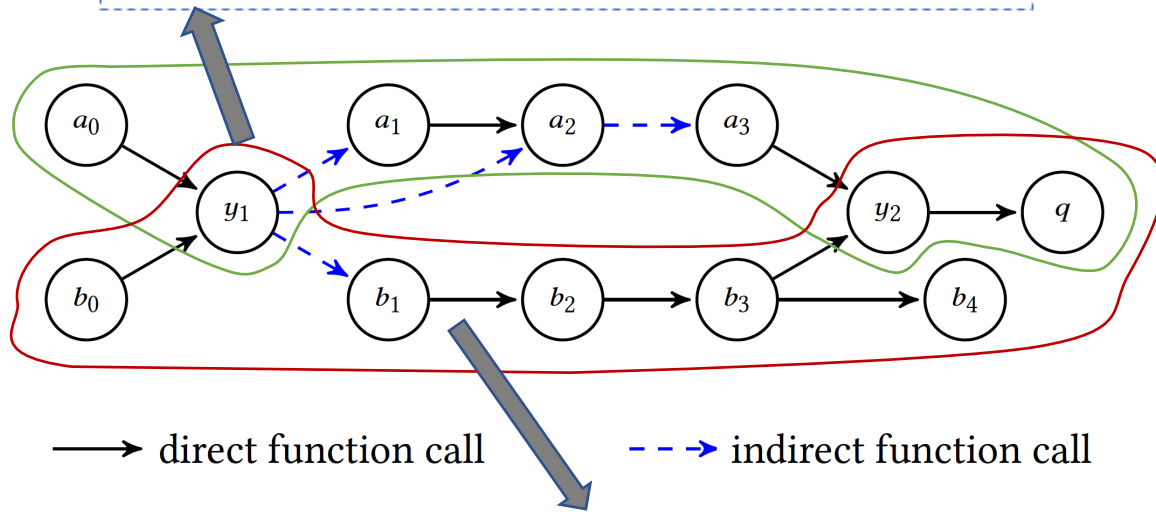 a₀ a₁ a₂ a₃
y₁ y₂ q
b₀ b₁ b₂ b₃ b₄
direct function call indirect function call